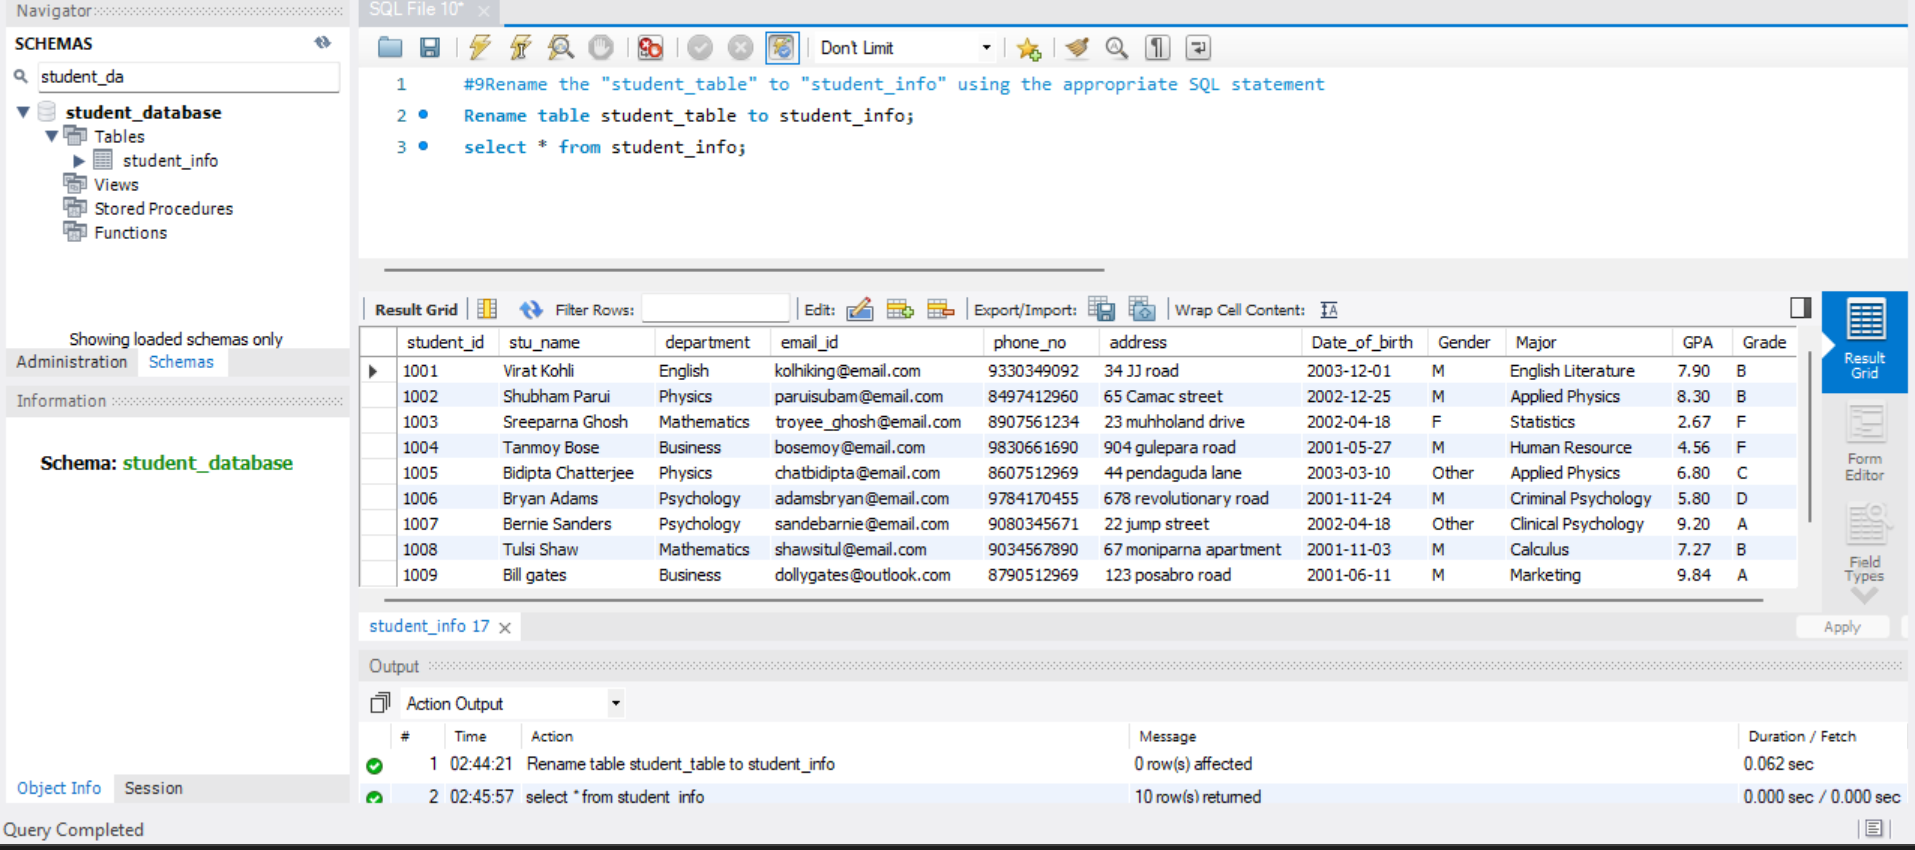 Navigator
SQL File 10*
SCHEMAS
student_da
student_database
Tables
student_info
Views
Stored Procedures
Functions
Showing loaded schemas only
Administration Schemas
Information
Schema: student_database
Object Info Session
Query Completed
Don't Limit
1 #9Rename the "student_table" to "student_info" using the appropriate SQL statement
2 Rename table student_table to student_info;
3 select * from student_info;
Result Grid Filter Rows: Edit: Export/Import: Wrap Cell Content:
student_id stu_name department email_id phone_no address Date_of_birth Gender Major GPA Grade
1001 Virat Kohli English kolhiking@email.com 9330349092 34 JJ road 2003-12-01 M English Literature 7.90 B
1002 Shubham Parui Physics paruisubam@email.com 8497412960 65 Camac street 2002-12-25 M Applied Physics 8.30 B
1003 Sreeparna Ghosh Mathematics troyee_ghosh@email.com 8907561234 23 muhholand drive 2002-04-18 F Statistics 2.67 F
1004 Tanmoy Bose Business bosemoy@email.com 9830661690 904 gulepara road 2001-05-27 M Human Resource 4.56 F
1005 Bidipta Chatterjee Physics chatbidipta@email.com 8607512969 44 pendaguda lane 2003-03-10 Other Applied Physics 6.80 C
1006 Bryan Adams Psychology adamsbryan@email.com 9784170455 678 revolutionary road 2001-11-24 M Criminal Psychology 5.80 D
1007 Bernie Sanders Psychology sandebarnie@email.com 9080345671 22 jump street 2002-04-18 Other Clinical Psychology 9.20 A
1008 Tulsi Shaw Mathematics shawsitul@email.com 9034567890 67 moniparna apartment 2001-11-03 M Calculus 7.27 B
1009 Bill gates Business dollygates@outlook.com 8790512969 123 posabro road 2001-06-11 M Marketing 9.84 A
Result
Grid
Form
Editor
Field
Types
student_info 17
Apply
Output
Action Output
# Time Action Message Duration / Fetch
1 02:44:21 Rename table student_table to student_info 0 row(s) affected 0.062 sec
2 02:45:57 select * from student_info 10 row(s) returned 0.000 sec / 0.000 sec